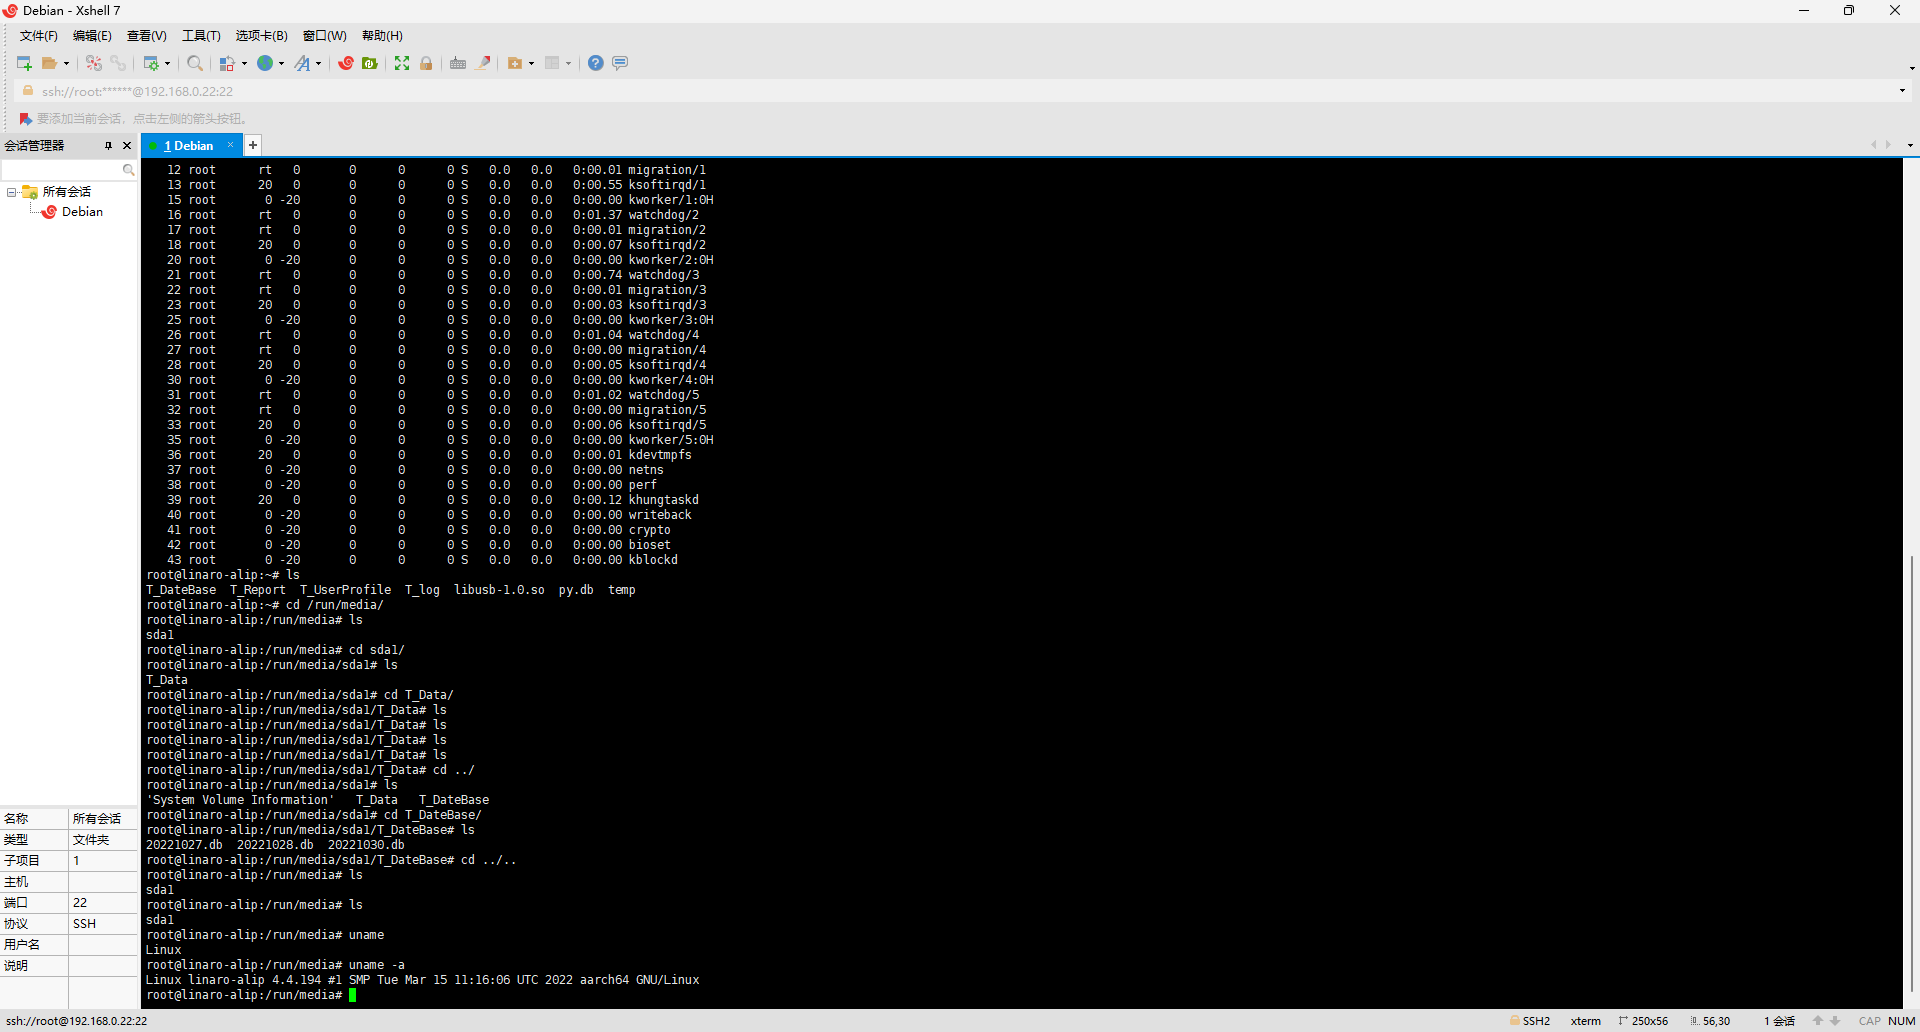 Debian - Xshell 7
文件(F) 编辑(E) 查看(V) 工具(T) 选项卡(B) 窗口(W) 帮助(H)
ssh://root:******@192.168.0.22:22
要添加当前会话，点击左侧的箭头按钮。
会话管理器
所有会话
Debian
名称 所有会话
类型 文件夹
子项目 1
主机
端口 22
协议 SSH
用户名
说明
1 Debian
12 root rt 0 0 0 0 S 0.0 0.0 0:00.01 migration/1
13 root 20 0 0 0 0 S 0.0 0.0 0:00.55 ksoftirqd/1
15 root 0 -20 0 0 0 S 0.0 0.0 0:00.00 kworker/1:0H
16 root rt 0 0 0 0 S 0.0 0.0 0:01.37 watchdog/2
17 root rt 0 0 0 0 S 0.0 0.0 0:00.01 migration/2
18 root 20 0 0 0 0 S 0.0 0.0 0:00.07 ksoftirqd/2
20 root 0 -20 0 0 0 S 0.0 0.0 0:00.00 kworker/2:0H
21 root rt 0 0 0 0 S 0.0 0.0 0:00.74 watchdog/3
22 root rt 0 0 0 0 S 0.0 0.0 0:00.01 migration/3
23 root 20 0 0 0 0 S 0.0 0.0 0:00.03 ksoftirqd/3
25 root 0 -20 0 0 0 S 0.0 0.0 0:00.00 kworker/3:0H
26 root rt 0 0 0 0 S 0.0 0.0 0:01.04 watchdog/4
27 root rt 0 0 0 0 S 0.0 0.0 0:00.00 migration/4
28 root 20 0 0 0 0 S 0.0 0.0 0:00.05 ksoftirqd/4
30 root 0 -20 0 0 0 S 0.0 0.0 0:00.00 kworker/4:0H
31 root rt 0 0 0 0 S 0.0 0.0 0:01.02 watchdog/5
32 root rt 0 0 0 0 S 0.0 0.0 0:00.00 migration/5
33 root 20 0 0 0 0 S 0.0 0.0 0:00.06 ksoftirqd/5
35 root 0 -20 0 0 0 S 0.0 0.0 0:00.00 kworker/5:0H
36 root 20 0 0 0 0 S 0.0 0.0 0:00.01 kdevtmpfs
37 root 0 -20 0 0 0 S 0.0 0.0 0:00.00 netns
38 root 0 -20 0 0 0 S 0.0 0.0 0:00.00 perf
39 root 20 0 0 0 0 S 0.0 0.0 0:00.12 khungtaskd
40 root 0 -20 0 0 0 S 0.0 0.0 0:00.00 writeback
41 root 0 -20 0 0 0 S 0.0 0.0 0:00.00 crypto
42 root 0 -20 0 0 0 S 0.0 0.0 0:00.00 bioset
43 root 0 -20 0 0 0 S 0.0 0.0 0:00.00 kblockd
root@linaro-alip:~# ls
T_DateBase T_Report T_UserProfile T_log libusb-1.0.so py.db temp
root@linaro-alip:~# cd /run/media/
root@linaro-alip:/run/media# ls
sda1
root@linaro-alip:/run/media# cd sda1/
root@linaro-alip:/run/media/sda1# ls
T_Data
root@linaro-alip:/run/media/sda1# cd T_Data/
root@linaro-alip:/run/media/sda1/T_Data# ls
root@linaro-alip:/run/media/sda1/T_Data# ls
root@linaro-alip:/run/media/sda1/T_Data# ls
root@linaro-alip:/run/media/sda1/T_Data# ls
root@linaro-alip:/run/media/sda1/T_Data# cd ../
root@linaro-alip:/run/media/sda1# ls
'System Volume Information' T_Data T_DateBase
root@linaro-alip:/run/media/sda1# cd T_DateBase/
root@linaro-alip:/run/media/sda1/T_DateBase# ls
20221027.db 20221028.db 20221030.db
root@linaro-alip:/run/media/sda1/T_DateBase# cd ../..
root@linaro-alip:/run/media# ls
sda1
root@linaro-alip:/run/media# ls
sda1
root@linaro-alip:/run/media# uname
Linux
root@linaro-alip:/run/media# uname -a
Linux linaro-alip 4.4.194 #1 SMP Tue Mar 15 11:16:06 UTC 2022 aarch64 GNU/Linux
root@linaro-alip:/run/media#
ssh://root@192.168.0.22:22 SSH2 xterm 250x56 56,30 1 会话 CAP NUM